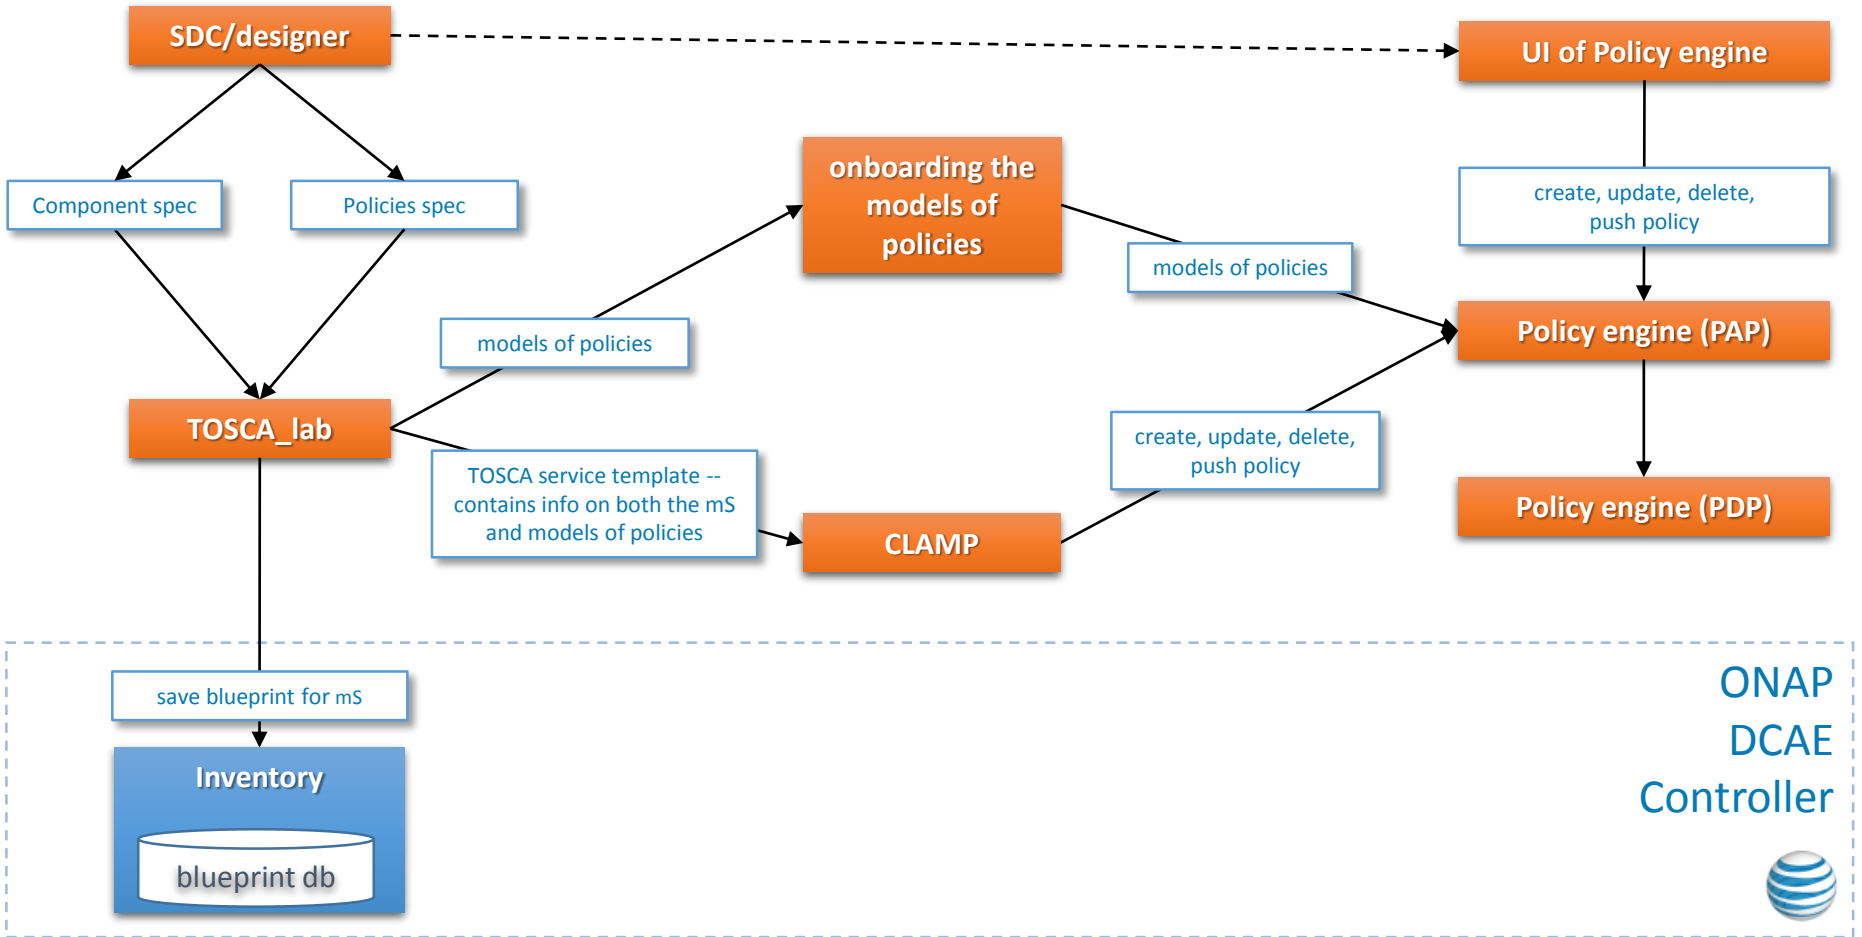 SDC/designer
UI of Policy engine
Component spec
Policies spec
onboarding the
models of
policies
create, update, delete,
push policy
models of policies
models of policies
Policy engine (PAP)
TOSCA_lab
create, update, delete,
push policy
TOSCA service template --
contains info on both the mS
and models of policies
CLAMP
Policy engine (PDP)
save blueprint for mS
ONAP
DCAE
Controller
Inventory
blueprint db